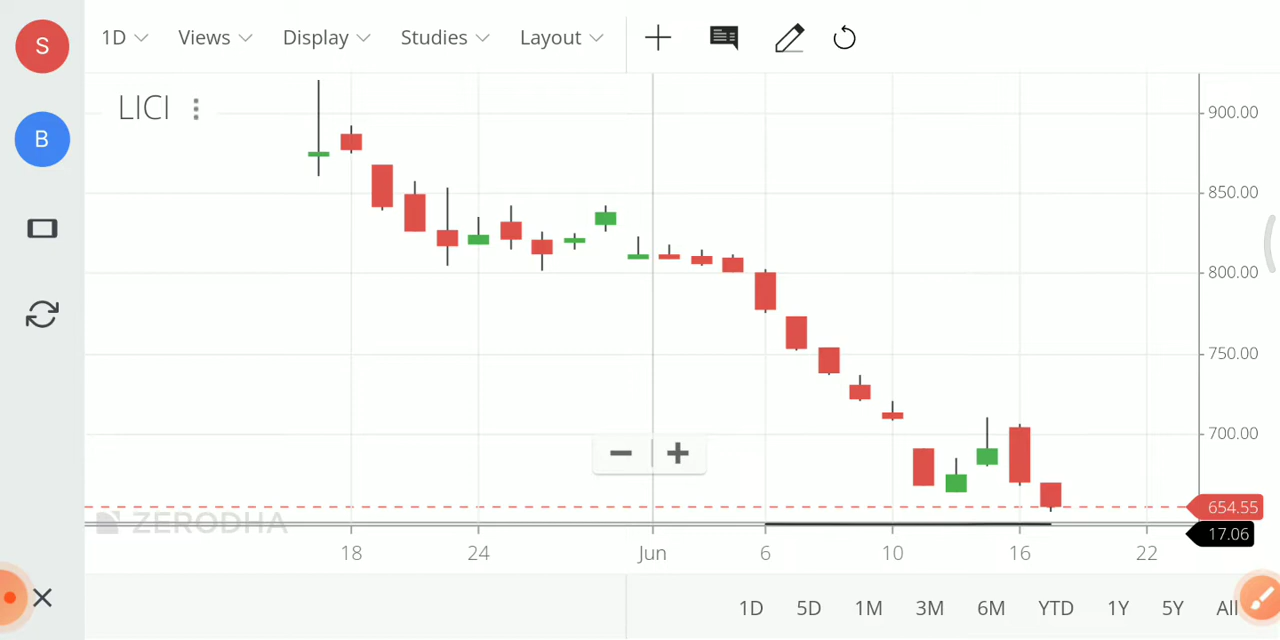 S
1D Views Display Studies Layout
LICI
B
900.00
850.00
800.00
750.00
700.00
654.55
ZERODHA
17.06
18 24 Jun 6 10 16 22
1D 5D 1M 3M 6M YTD 1Y 5Y All